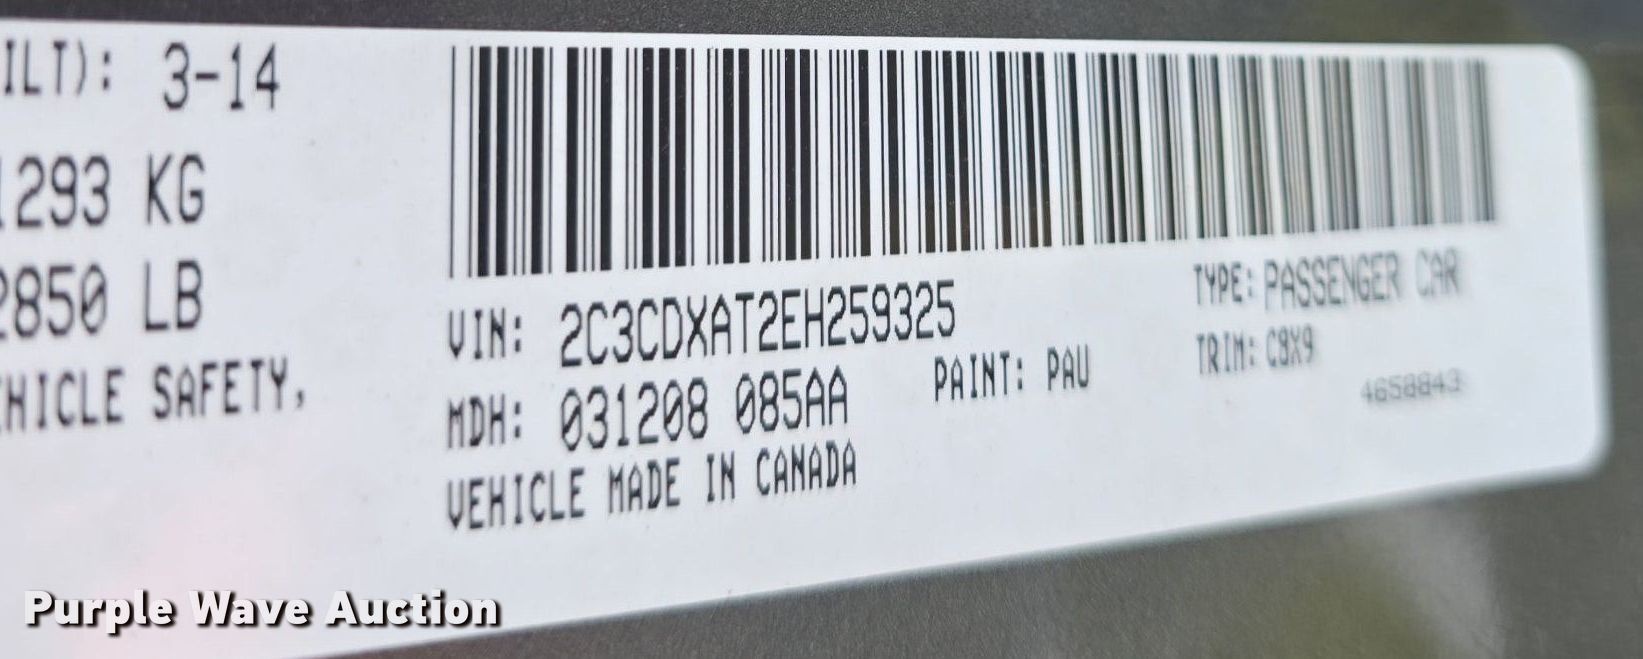 ILT): 3-14
1293 KG
2850 LB
EHICLE SAFETY,
VIN: 2C3CDXAT2EH259325
MDH: 031208 085AA
PAINT: PAU
VEHICLE MADE IN CANADA
TYPE: PASSENGER CAR
TRIM: C8X9
4658843
Purple Wave Auction